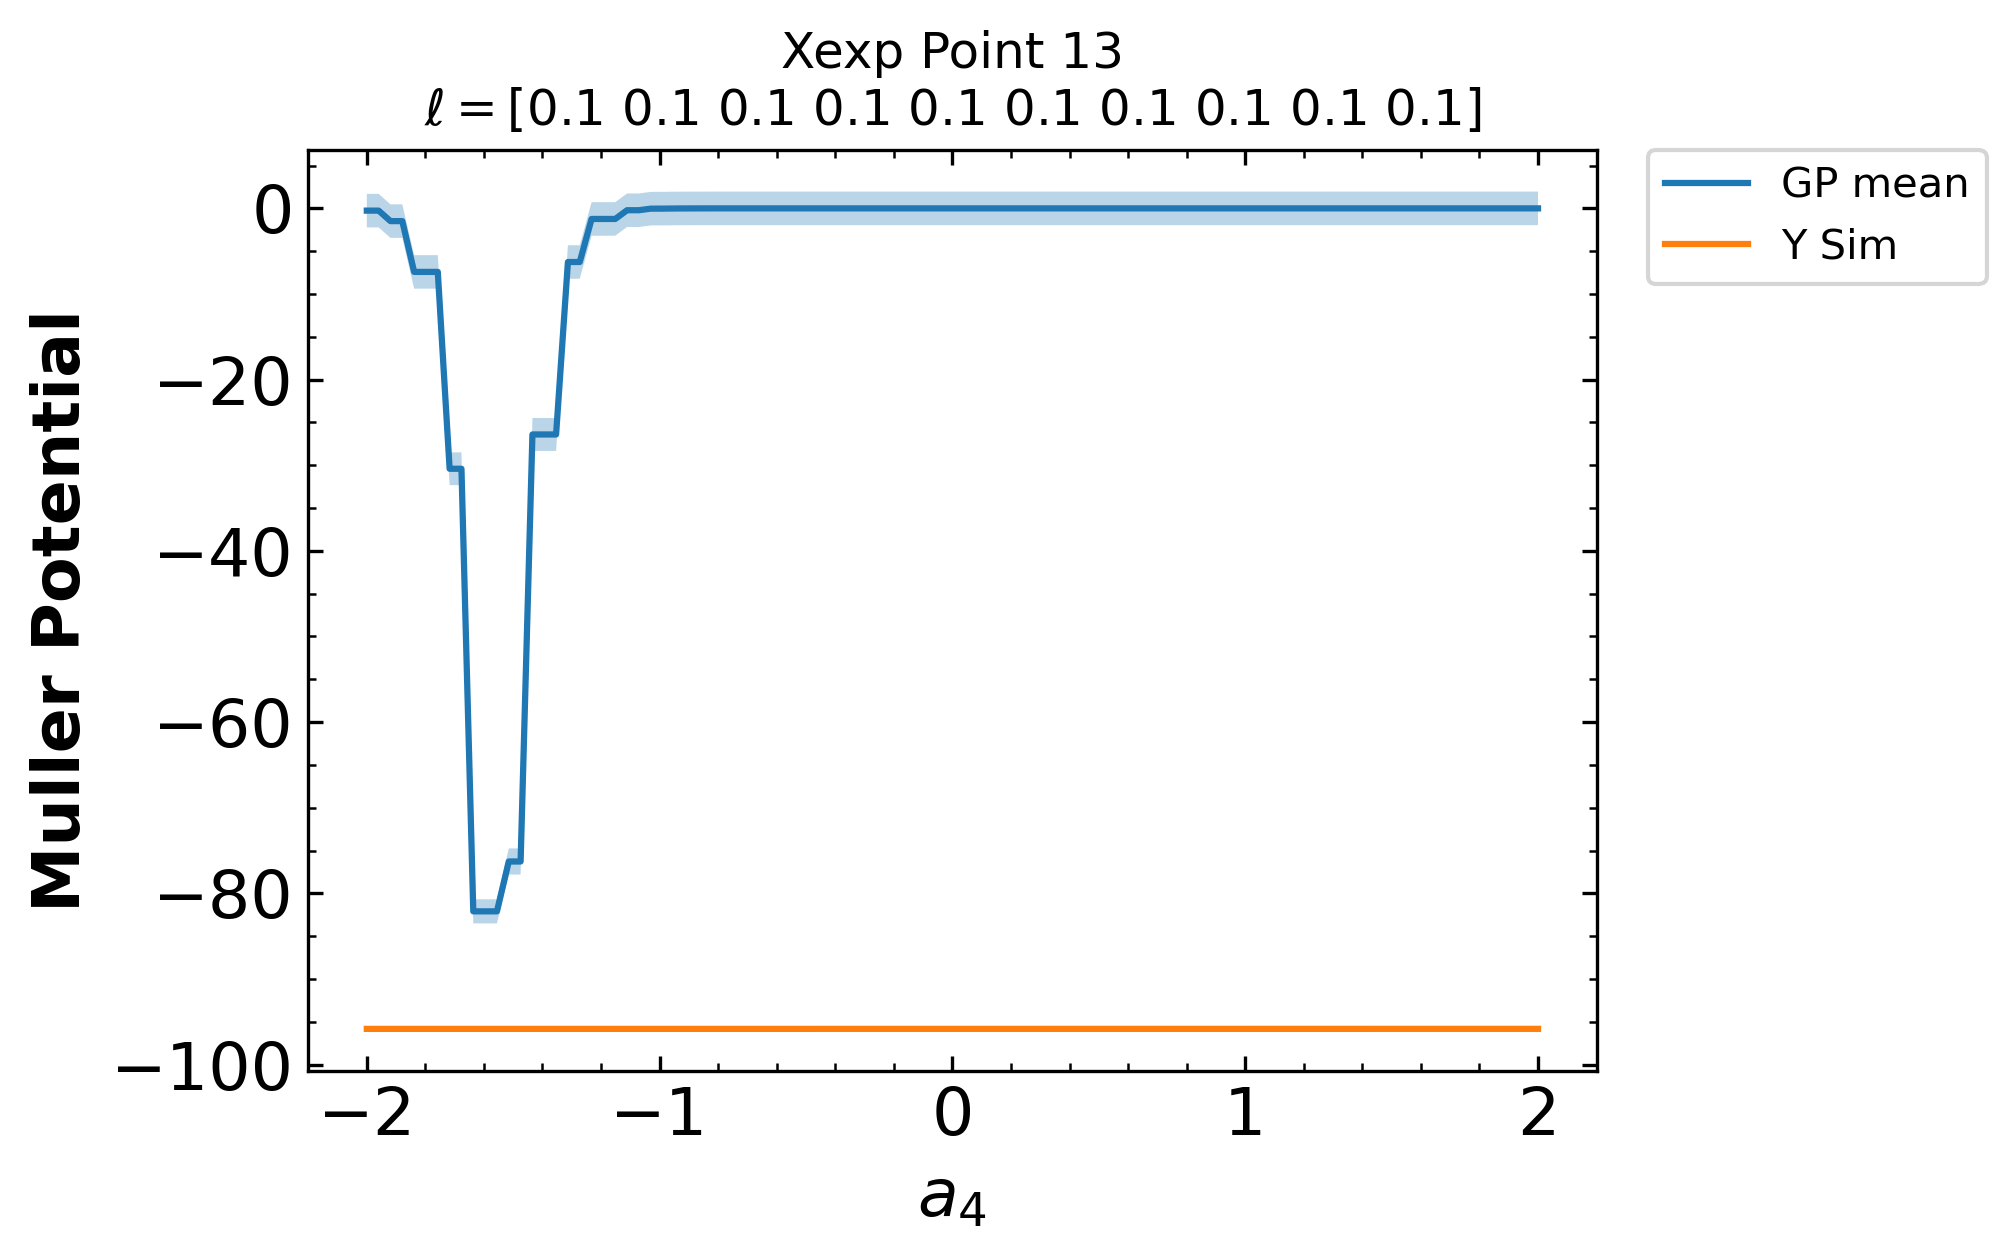 Xexp Point 13
ℓ = [0.1 0.1 0.1 0.1 0.1 0.1 0.1 0.1 0.1 0.1]
GP mean
Y Sim
Muller Potential
0
−20
−40
−60
−80
−100
−2
−1
0
1
2
a₄